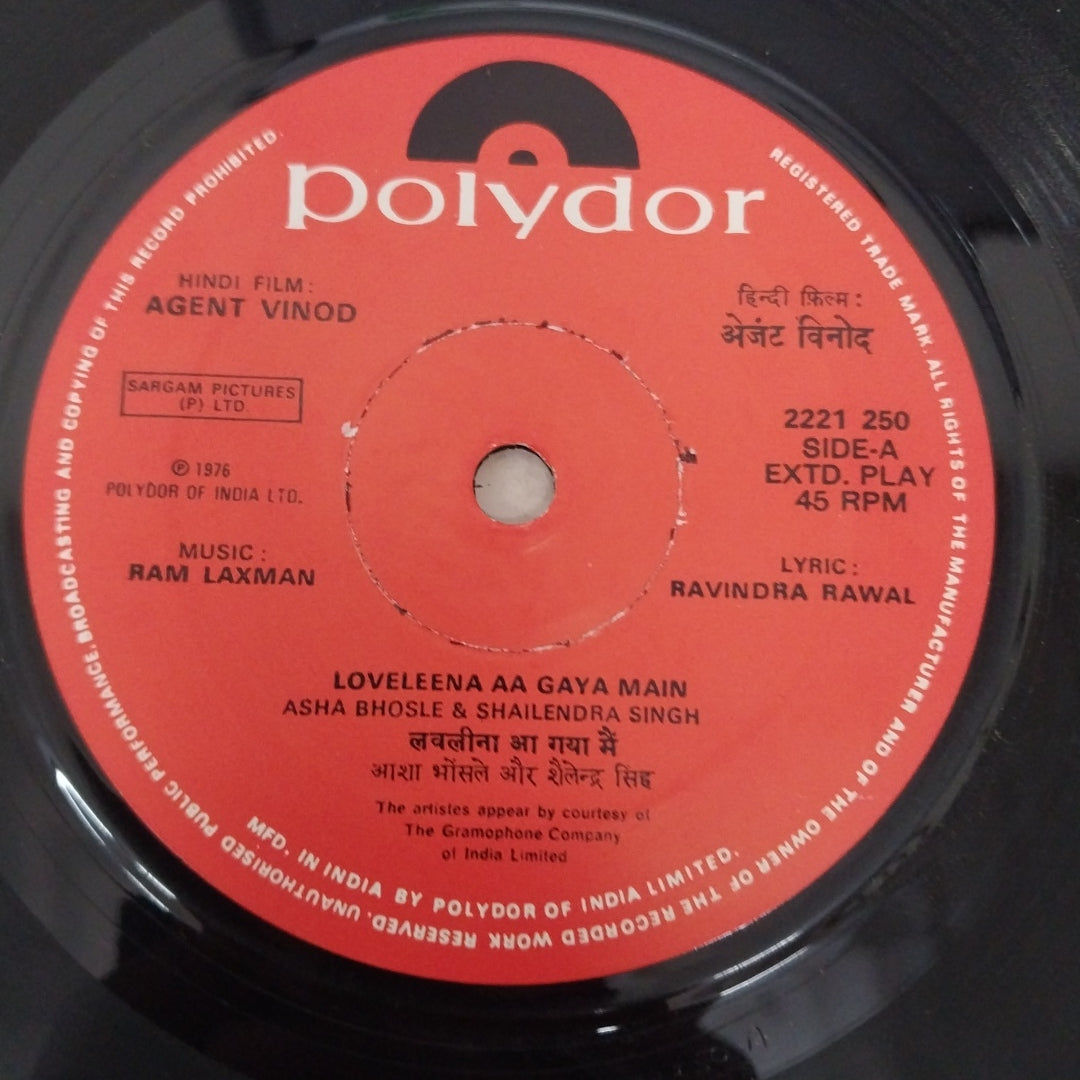 polydor
HINDI FILM:
AGENT VINOD
हिन्दी फ़िल्म:
अेजंट विनोद
SARGAM PICTURES
(P) LTD.
℗ 1976
POLYDOR OF INDIA LTD.
2221 250
SIDE-A
EXTD. PLAY
45 RPM
MUSIC:
RAM LAXMAN
LYRIC:
RAVINDRA RAWAL
LOVELEENA AA GAYA MAIN
ASHA BHOSLE & SHAILENDRA SINGH
लवलीना आ गया मैं
आशा भोंसले और शैलेन्द्र सिंह
The artistes appear by courtesy of
The Gramophone Company
of India Limited
MFD. IN INDIA BY POLYDOR OF INDIA LIMITED.
REGISTERED TRADE MARK. ALL RIGHTS OF THE MANUFACTURER AND OF THE OWNER OF THE RECORDED WORK RESERVED. UNAUTHORISED PUBLIC PERFORMANCE, BROADCASTING AND COPYING OF THIS RECORD PROHIBITED.